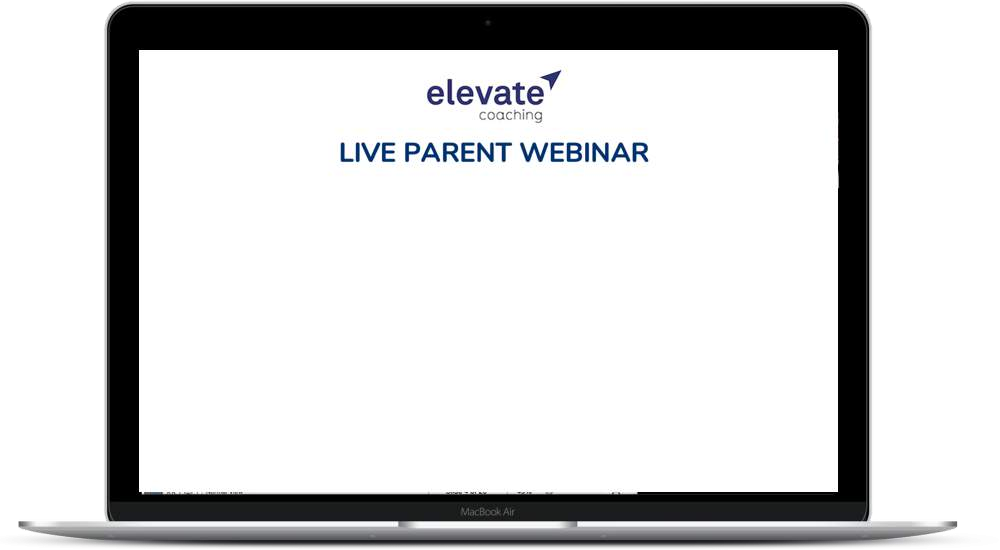 elevate
coaching
LIVE PARENT WEBINAR
MacBook Air